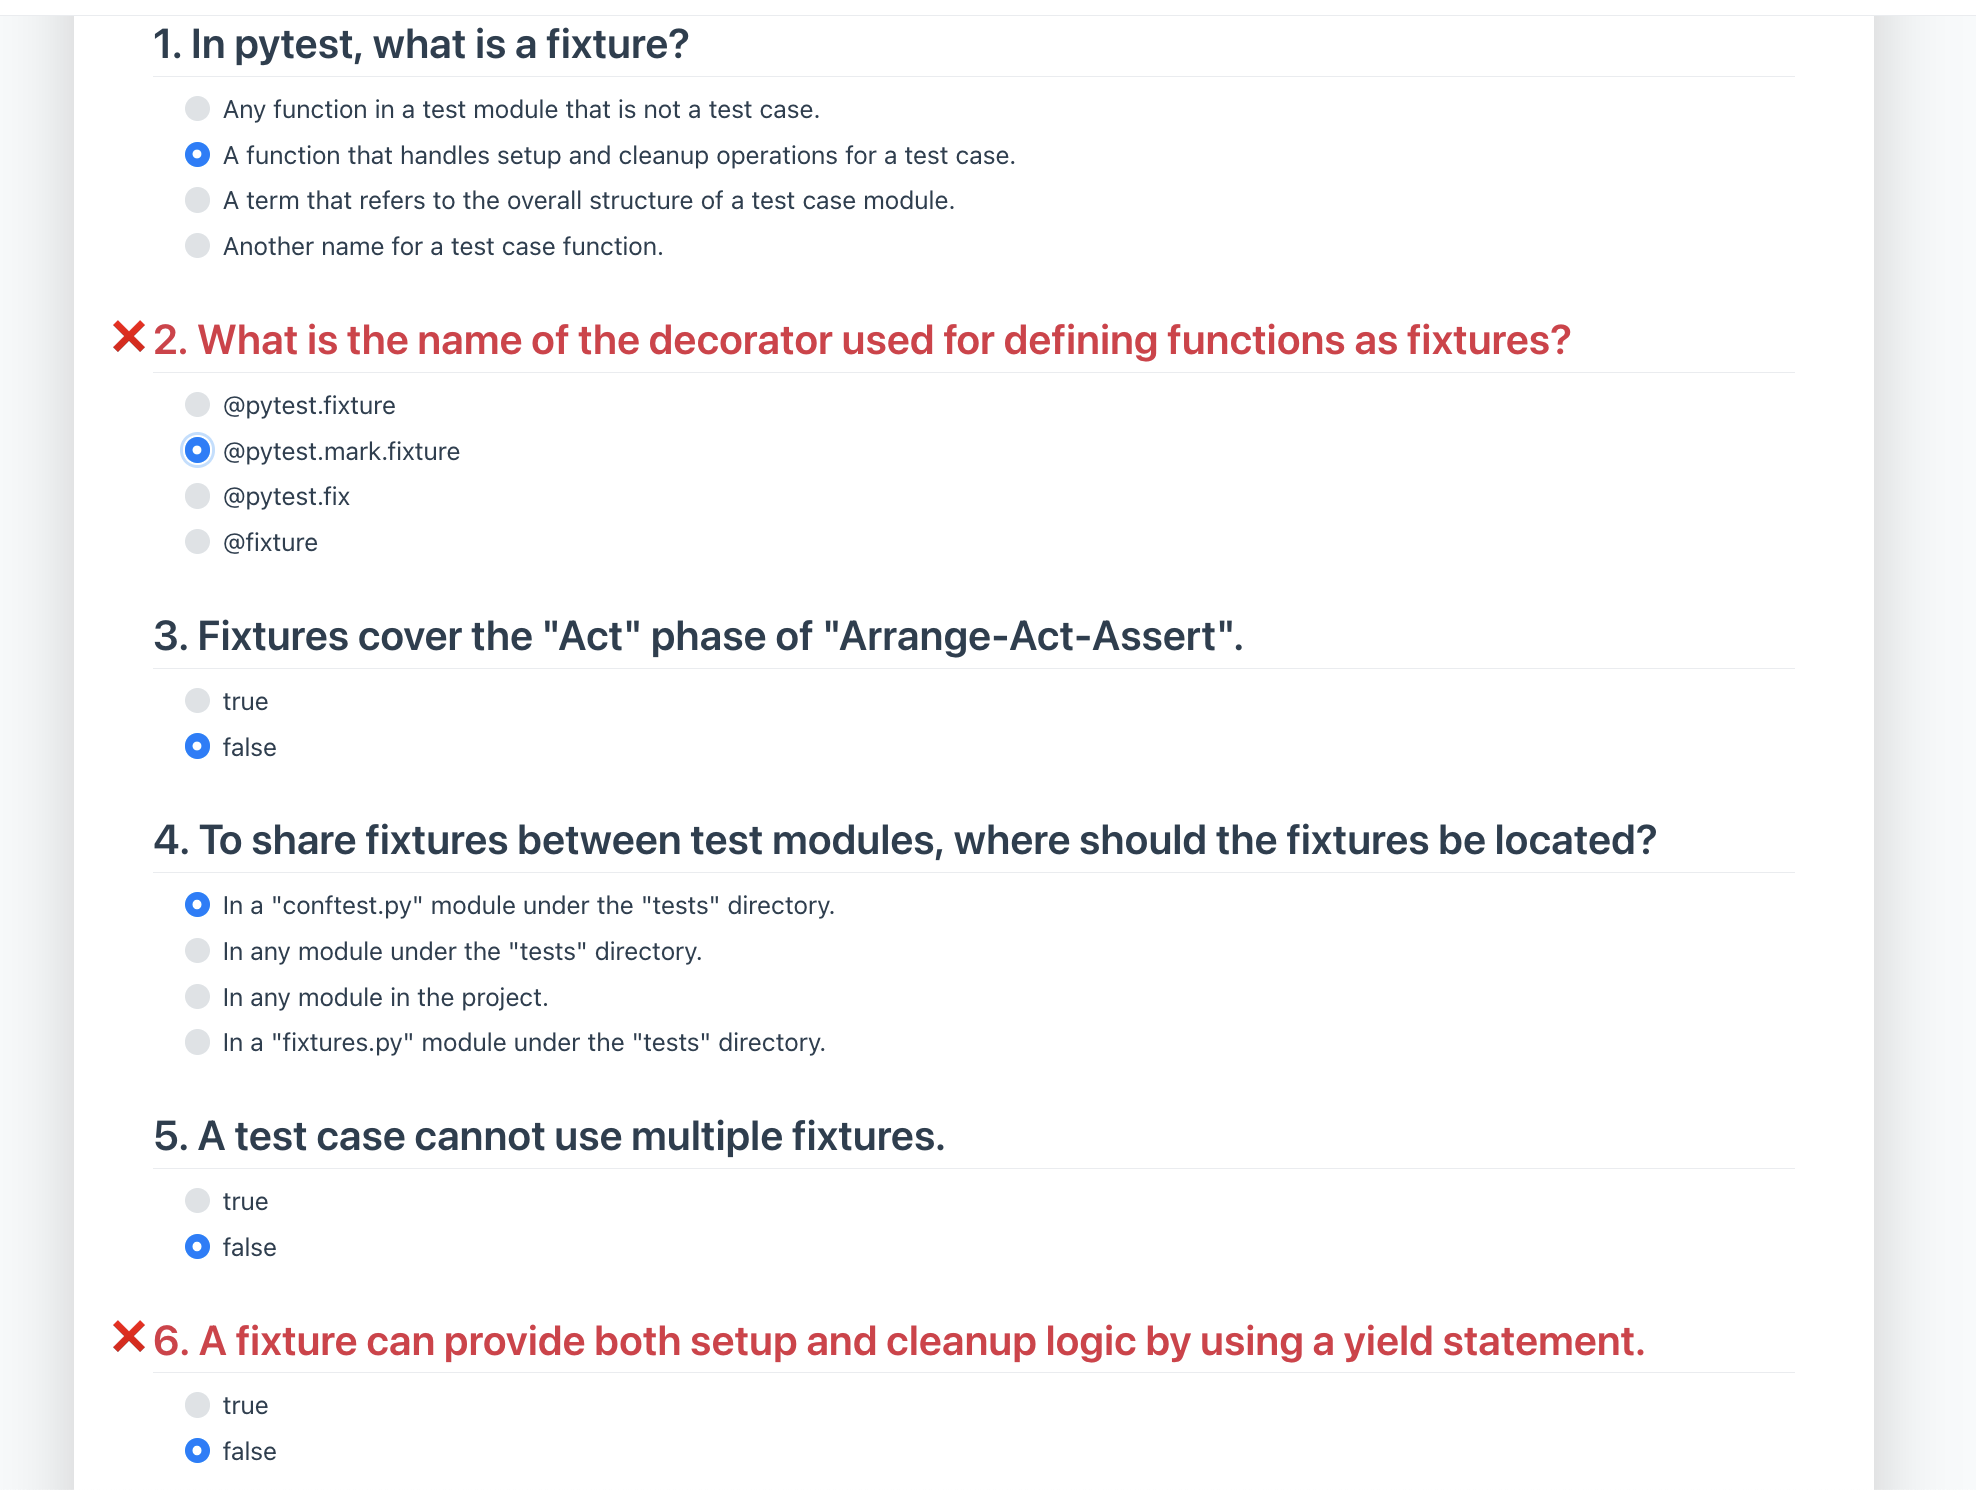 1. In pytest, what is a fixture?
Any function in a test module that is not a test case.
A function that handles setup and cleanup operations for a test case.
A term that refers to the overall structure of a test case module.
Another name for a test case function.
2. What is the name of the decorator used for defining functions as fixtures?
@pytest.fixture
@pytest.mark.fixture
@pytest.fix
@fixture
3. Fixtures cover the "Act" phase of "Arrange-Act-Assert".
true
false
4. To share fixtures between test modules, where should the fixtures be located?
In a "conftest.py" module under the "tests" directory.
In any module under the "tests" directory.
In any module in the project.
In a "fixtures.py" module under the "tests" directory.
5. A test case cannot use multiple fixtures.
true
false
6. A fixture can provide both setup and cleanup logic by using a yield statement.
true
false